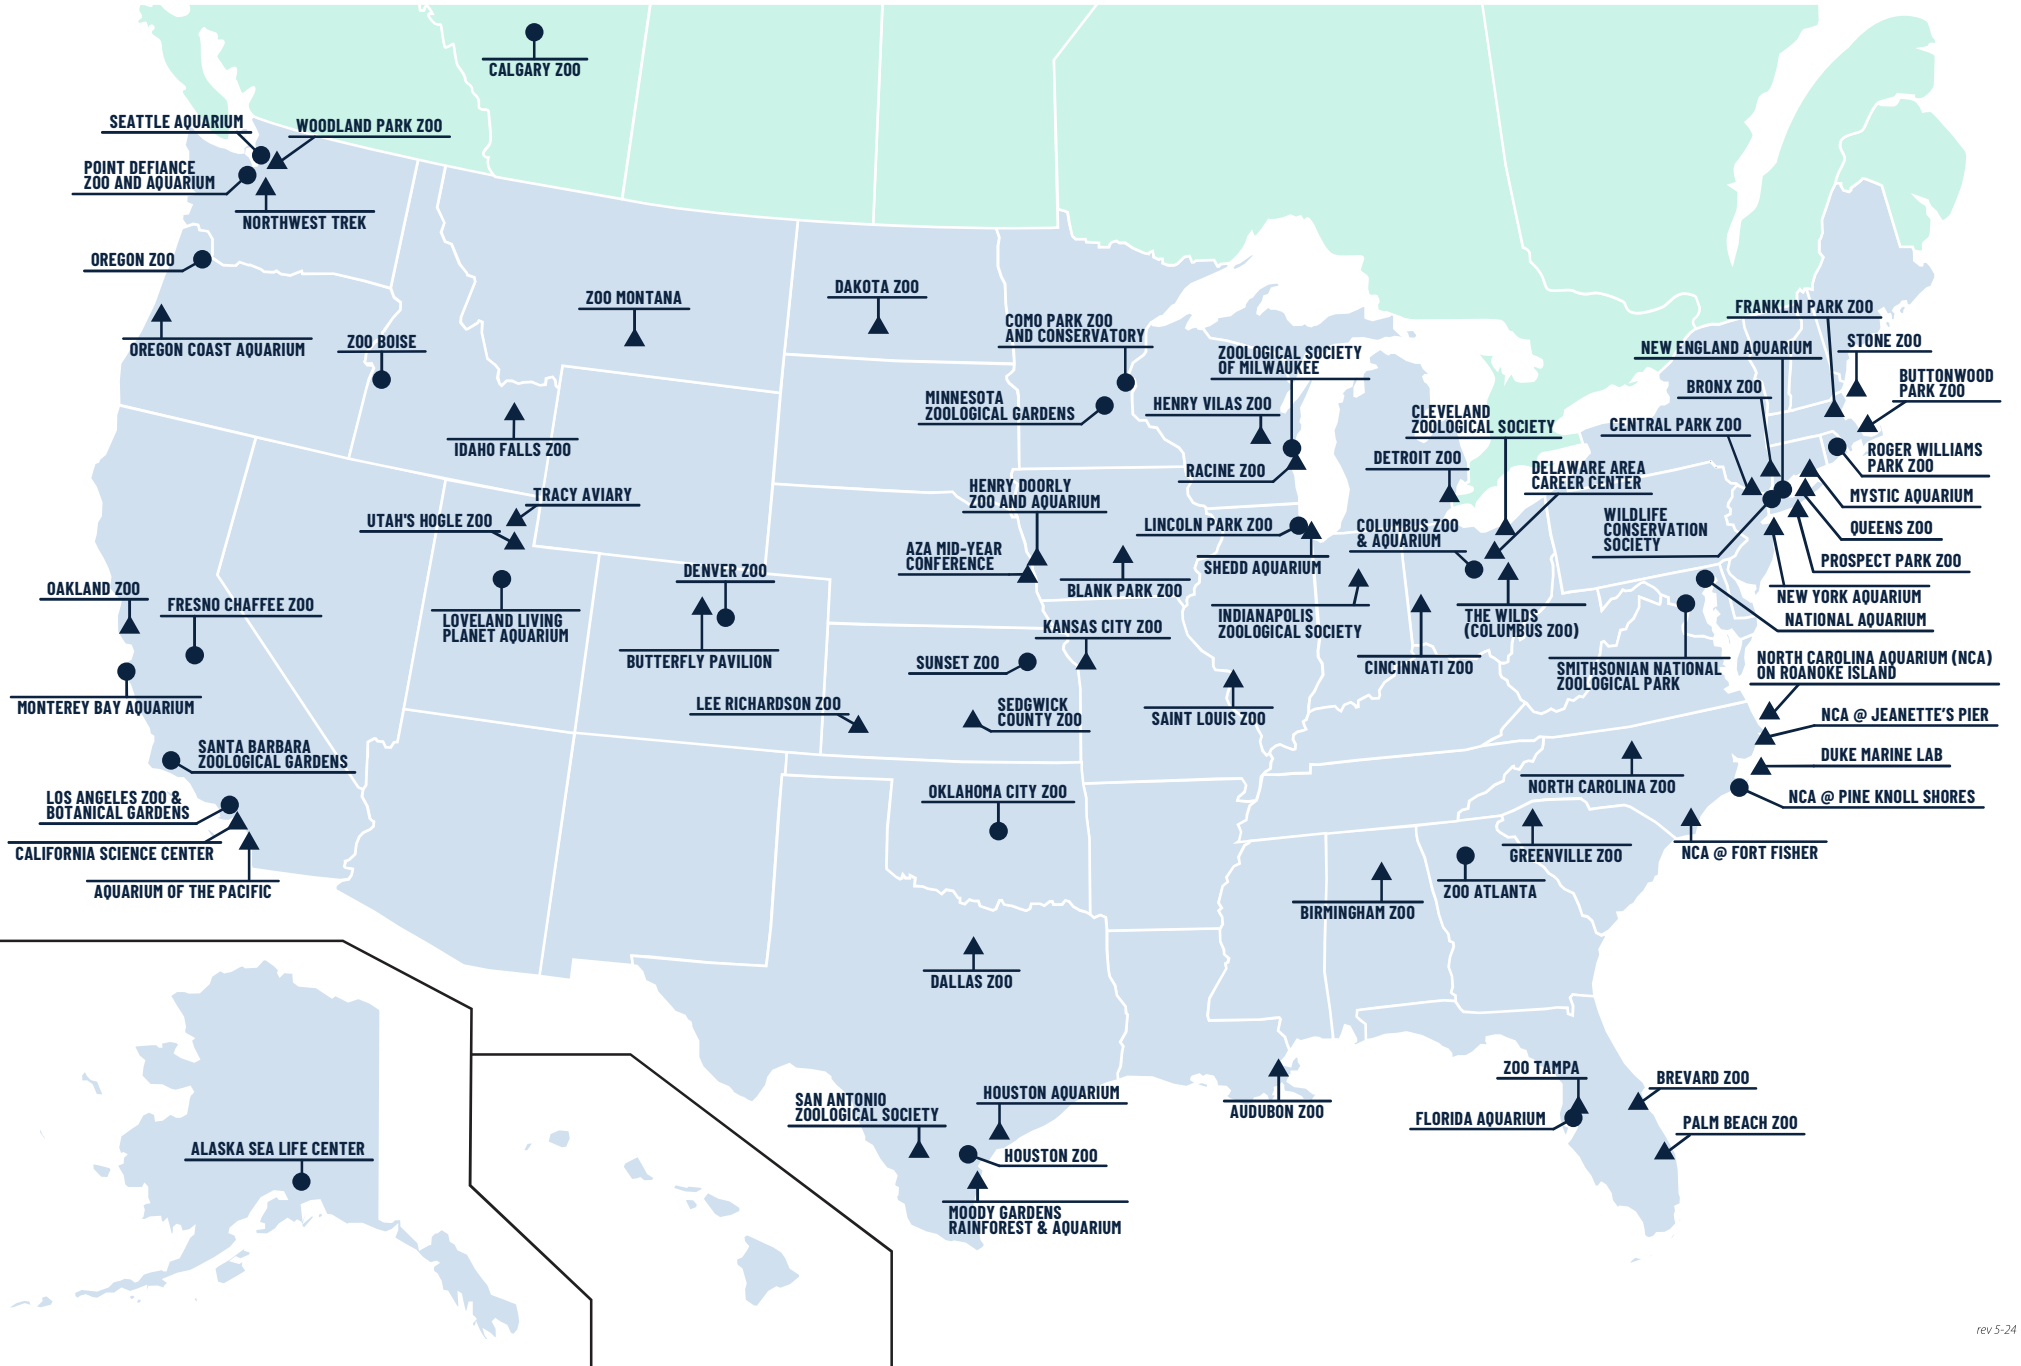 CALGARY ZOO
SEATTLE AQUARIUM
WOODLAND PARK ZOO
POINT DEFIANCE
ZOO AND AQUARIUM
NORTHWEST TREK
OREGON ZOO
OREGON COAST AQUARIUM
ZOO BOISE
ZOO MONTANA
DAKOTA ZOO
COMO PARK ZOO
AND CONSERVATORY
MINNESOTA
ZOOLOGICAL GARDENS
ZOOLOGICAL SOCIETY
OF MILWAUKEE
HENRY VILAS ZOO
RACINE ZOO
FRANKLIN PARK ZOO
NEW ENGLAND AQUARIUM
STONE ZOO
BRONX ZOO
BUTTONWOOD
PARK ZOO
CENTRAL PARK ZOO
CLEVELAND
ZOOLOGICAL SOCIETY
DETROIT ZOO
DELAWARE AREA
CAREER CENTER
ROGER WILLIAMS
PARK ZOO
MYSTIC AQUARIUM
QUEENS ZOO
WILDLIFE
CONSERVATION
SOCIETY
PROSPECT PARK ZOO
NEW YORK AQUARIUM
NATIONAL AQUARIUM
IDAHO FALLS ZOO
TRACY AVIARY
UTAH'S HOGLE ZOO
HENRY DOORLY
ZOO AND AQUARIUM
AZA MID-YEAR
CONFERENCE
BLANK PARK ZOO
LINCOLN PARK ZOO
SHEDD AQUARIUM
COLUMBUS ZOO
& AQUARIUM
INDIANAPOLIS
ZOOLOGICAL SOCIETY
THE WILDS
(COLUMBUS ZOO)
CINCINNATI ZOO
SMITHSONIAN NATIONAL
ZOOLOGICAL PARK
OAKLAND ZOO
FRESNO CHAFFEE ZOO
LOVELAND LIVING
PLANET AQUARIUM
DENVER ZOO
BUTTERFLY PAVILION
KANSAS CITY ZOO
SUNSET ZOO
LEE RICHARDSON ZOO
SEDGWICK
COUNTY ZOO
SAINT LOUIS ZOO
NORTH CAROLINA AQUARIUM (NCA)
ON ROANOKE ISLAND
NCA @ JEANETTE'S PIER
DUKE MARINE LAB
NCA @ PINE KNOLL SHORES
NORTH CAROLINA ZOO
NCA @ FORT FISHER
GREENVILLE ZOO
ZOO ATLANTA
BIRMINGHAM ZOO
MONTEREY BAY AQUARIUM
SANTA BARBARA
ZOOLOGICAL GARDENS
LOS ANGELES ZOO &
BOTANICAL GARDENS
CALIFORNIA SCIENCE CENTER
AQUARIUM OF THE PACIFIC
OKLAHOMA CITY ZOO
DALLAS ZOO
SAN ANTONIO
ZOOLOGICAL SOCIETY
HOUSTON AQUARIUM
HOUSTON ZOO
MOODY GARDENS
RAINFOREST & AQUARIUM
AUDUBON ZOO
ZOO TAMPA
FLORIDA AQUARIUM
BREVARD ZOO
PALM BEACH ZOO
ALASKA SEA LIFE CENTER
rev 5-24